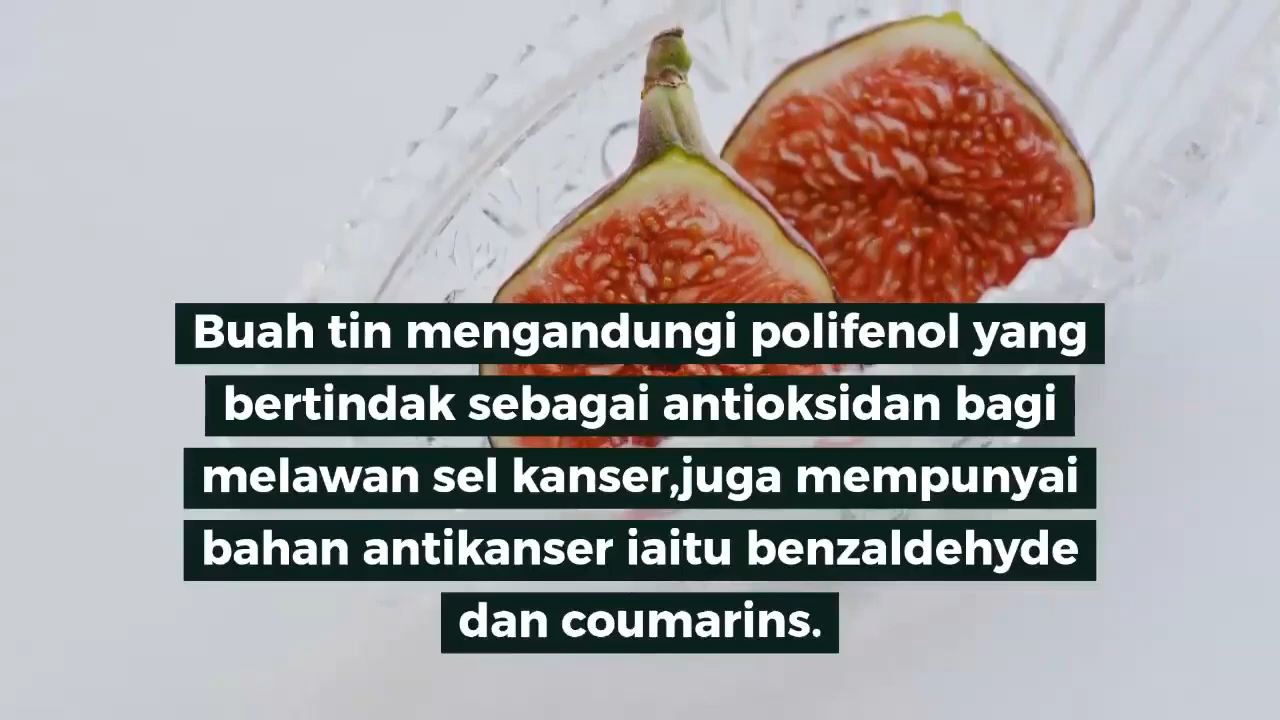 Buah tin mengandungi polifenol yang
bertindak sebagai antioksidan bagi
melawan sel kanser,juga mempunyai
bahan antikanser iaitu benzaldehyde
dan coumarins.